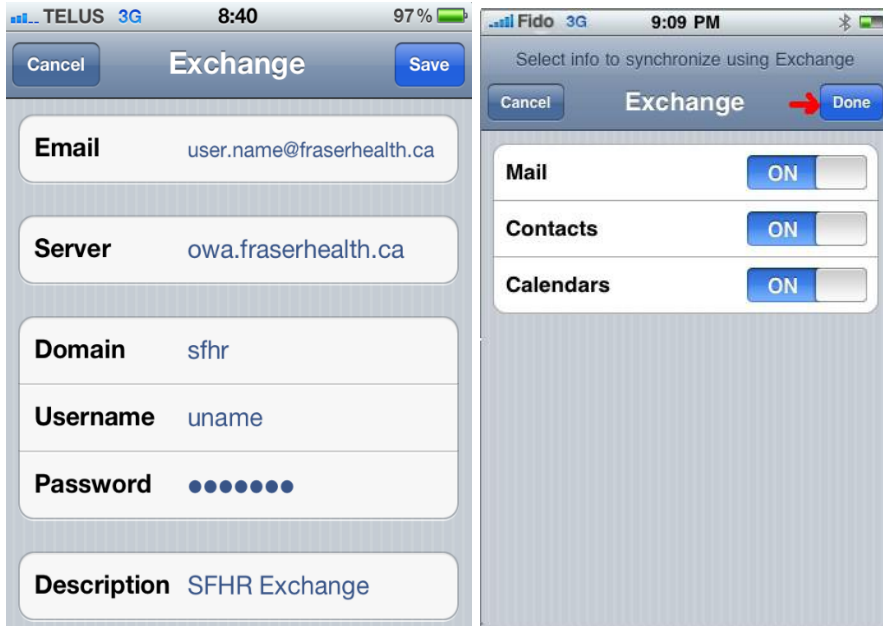 TELUS 3G 8:40 97%
Cancel Exchange Save
Email user.name@fraserhealth.ca
Server owa.fraserhealth.ca
Domain sfhr
Username uname
Password ●●●●●●●
Description SFHR Exchange
Fido 3G 9:09 PM
Select info to synchronize using Exchange
Cancel Exchange Done
Mail ON
Contacts ON
Calendars ON